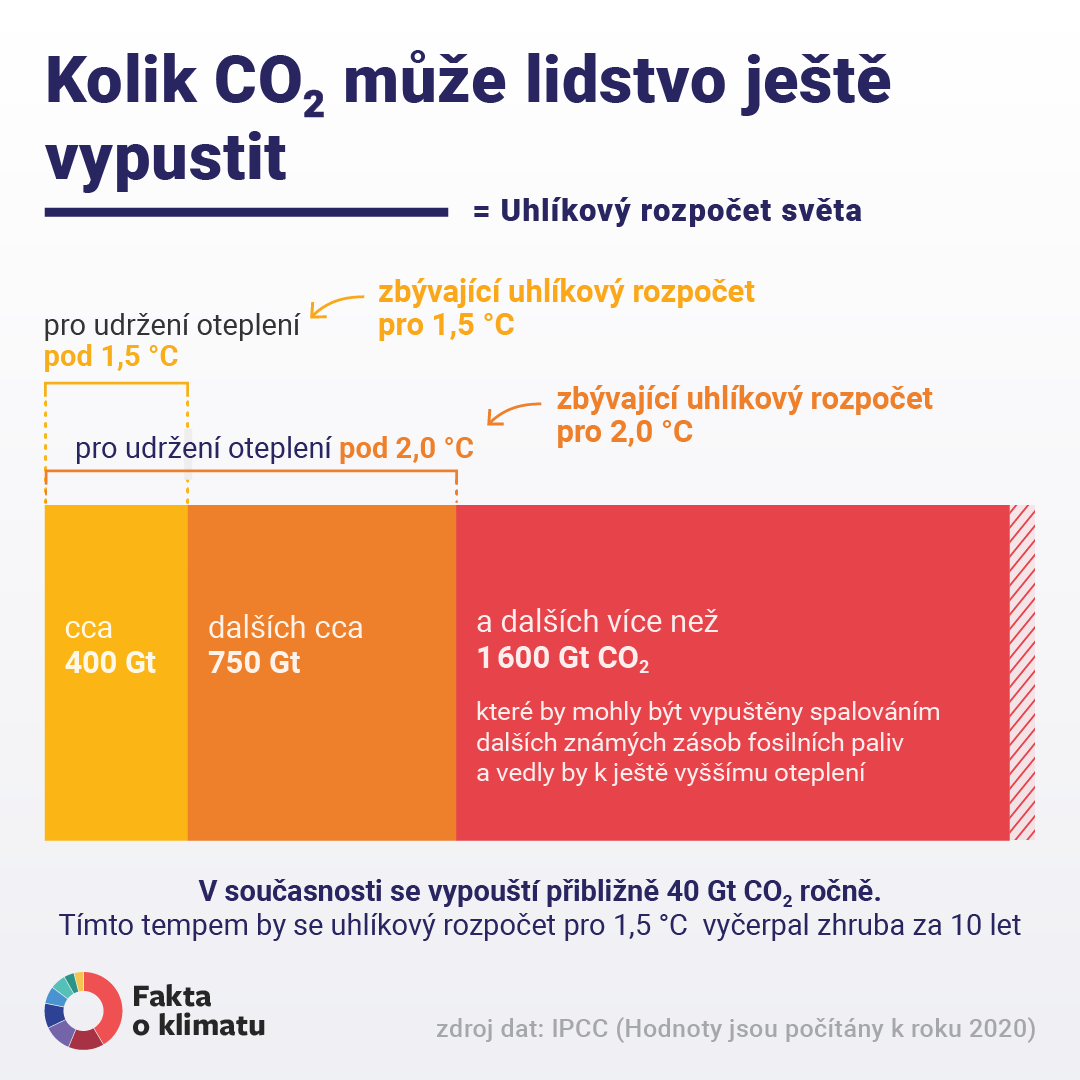 Kolik CO₂ může lidstvo ještě
vypustit
= Uhlíkový rozpočet světa
zbývající uhlíkový rozpočet
pro 1,5 °C
pro udržení oteplení
pod 1,5 °C
zbývající uhlíkový rozpočet
pro 2,0 °C
pro udržení oteplení pod 2,0 °C
cca
400 Gt
dalších cca
750 Gt
a dalších více než
1 600 Gt CO₂
které by mohly být vypuštěny spalováním
dalších známých zásob fosilních paliv
a vedly by k ještě vyššímu oteplení
V současnosti se vypouští přibližně 40 Gt CO₂ ročně.
Tímto tempem by se uhlíkový rozpočet pro 1,5 °C vyčerpal zhruba za 10 let
Fakta
o klimatu
zdroj dat: IPCC (Hodnoty jsou počítány k roku 2020)